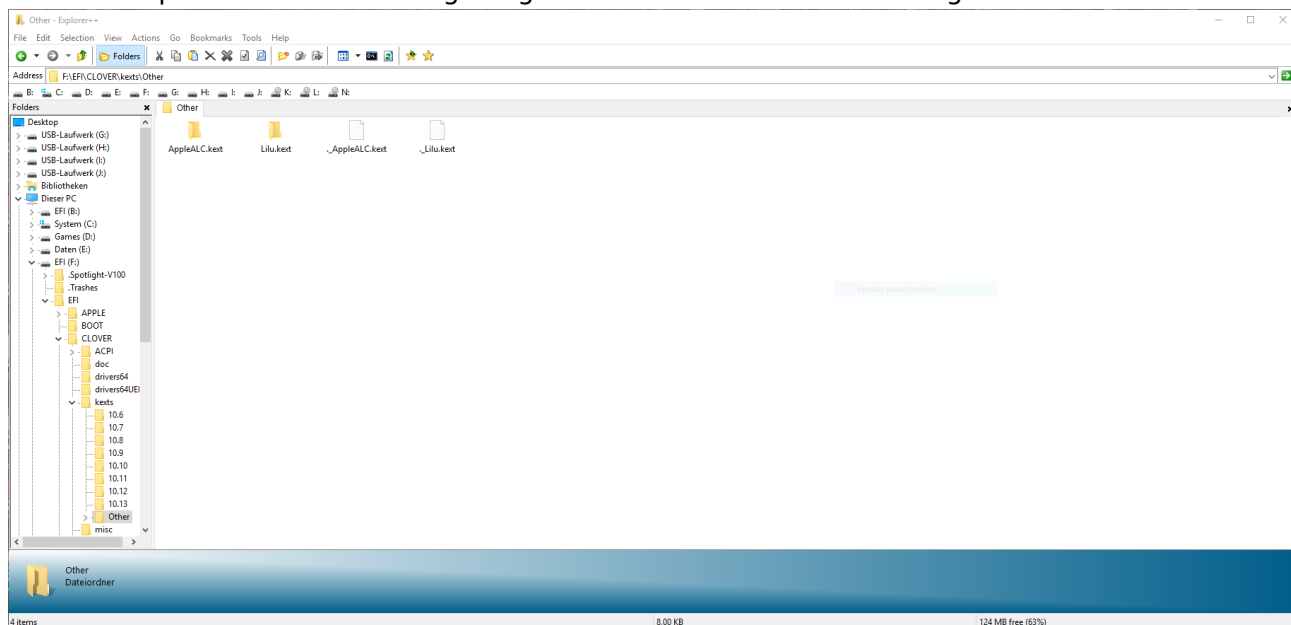 Other - Explorer++
File Edit Selection View Actions Go Bookmarks Tools Help
Folders
Address F:\EFI\CLOVER\kexts\Other
B: C: D: E: F: G: H: I: J: K: L: N:
Folders
Other
Desktop
USB-Laufwerk (G:)
USB-Laufwerk (H:)
USB-Laufwerk (I:)
USB-Laufwerk (J:)
Bibliotheken
Dieser PC
EFI (B:)
System (C:)
Games (D:)
Daten (E:)
EFI (F:)
.Spotlight-V100
.Trashes
EFI
APPLE
BOOT
CLOVER
ACPI
doc
drivers64
drivers64UEI
kexts
10.6
10.7
10.8
10.9
10.10
10.11
10.12
10.13
Other
misc
AppleALC.kext Lilu.kext ._AppleALC.kext ._Lilu.kext
Other
Dateiordner
4 items 8.00 KB 124 MB free (63%)